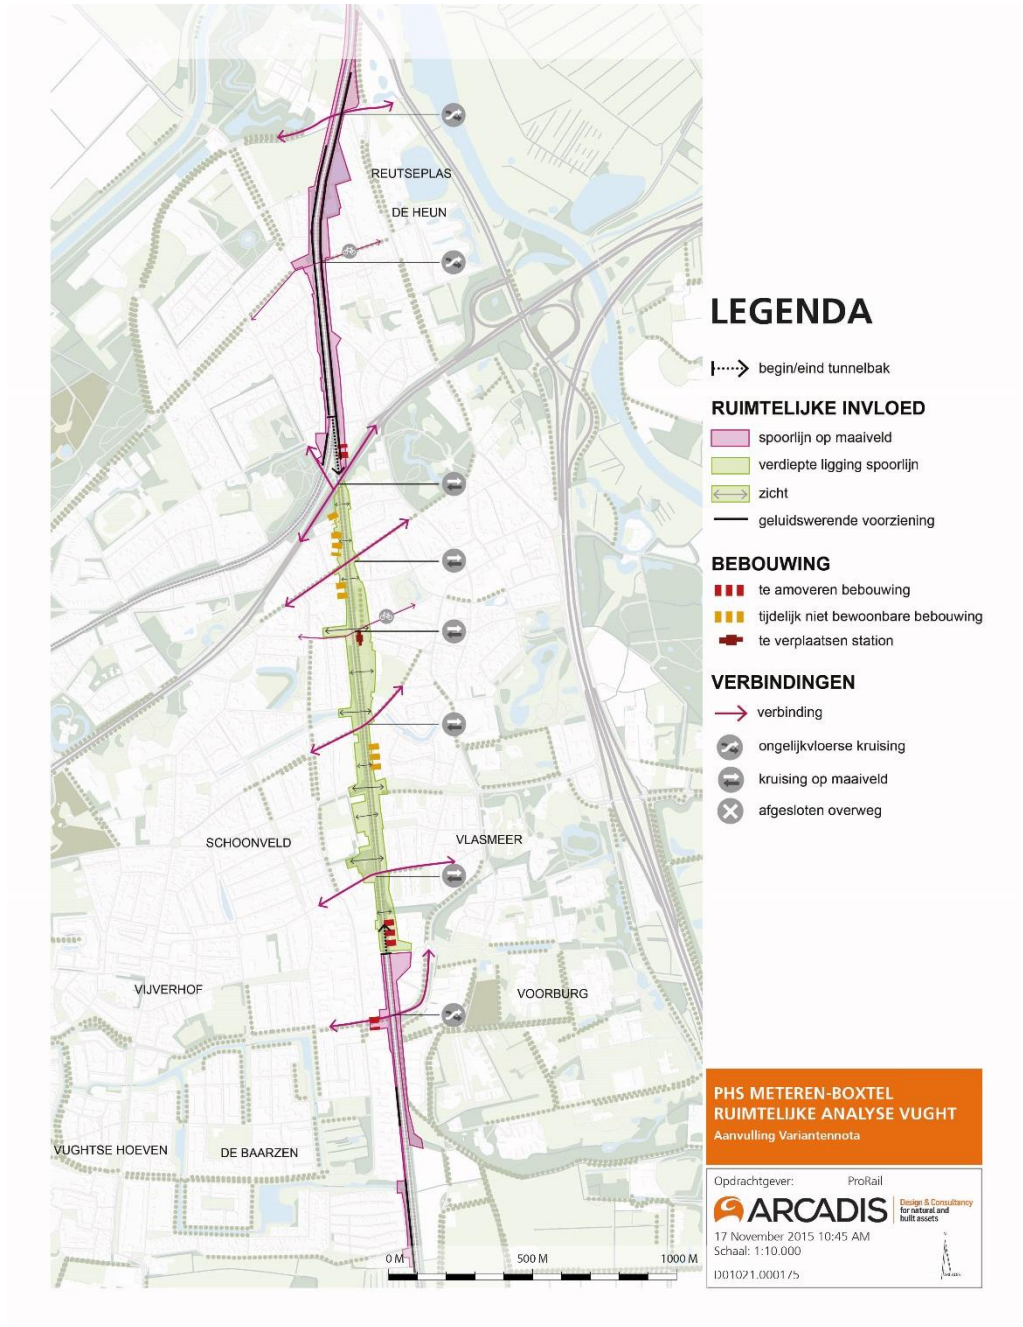 REUTSEPLAS
DE HEUN
SCHOONVELD
VLASMEER
VIJVERHOF
VOORBURG
VUGHTSE HOEVEN
DE BAARZEN
0 M
500 M
1000 M
LEGENDA
begin/eind tunnelbak
RUIMTELIJKE INVLOED
spoorlijn op maaiveld
verdiepte ligging spoorlijn
zicht
geluidswerende voorziening
BEBOUWING
te amoveren bebouwing
tijdelijk niet bewoonbare bebouwing
te verplaatsen station
VERBINDINGEN
verbinding
ongelijkvloerse kruising
kruising op maaiveld
afgesloten overweg
PHS METEREN-BOXTEL
RUIMTELIJKE ANALYSE VUGHT
Aanvulling Variantennota
Opdrachtgever: ProRail
ARCADIS
Design & Consultancy
for natural and
built assets
17 November 2015 10:45 AM
Schaal: 1:10.000
D01021.000175